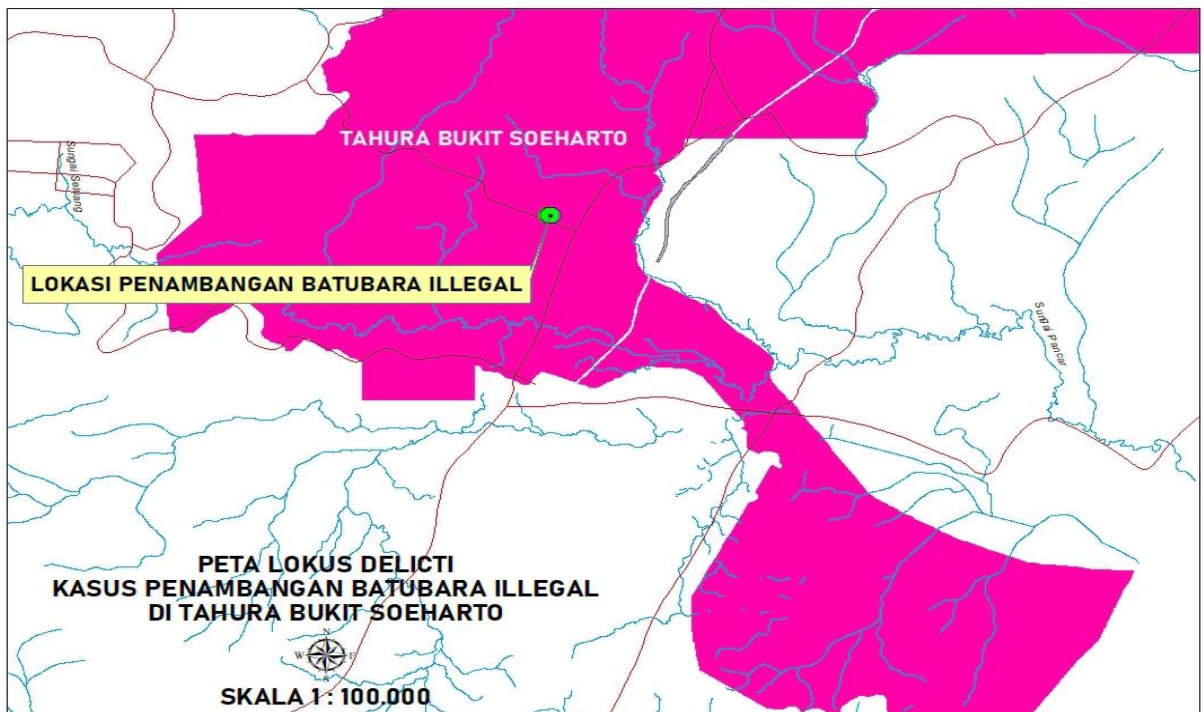 TAHURA BUKIT SOEHARTO
Sungai Seluang
LOKASI PENAMBANGAN BATUBARA ILLEGAL
Sungai Pancar
PETA LOKUS DELICTI
KASUS PENAMBANGAN BATUBARA ILLEGAL
DI TAHURA BUKIT SOEHARTO
N
W E
S
SKALA 1 : 100.000